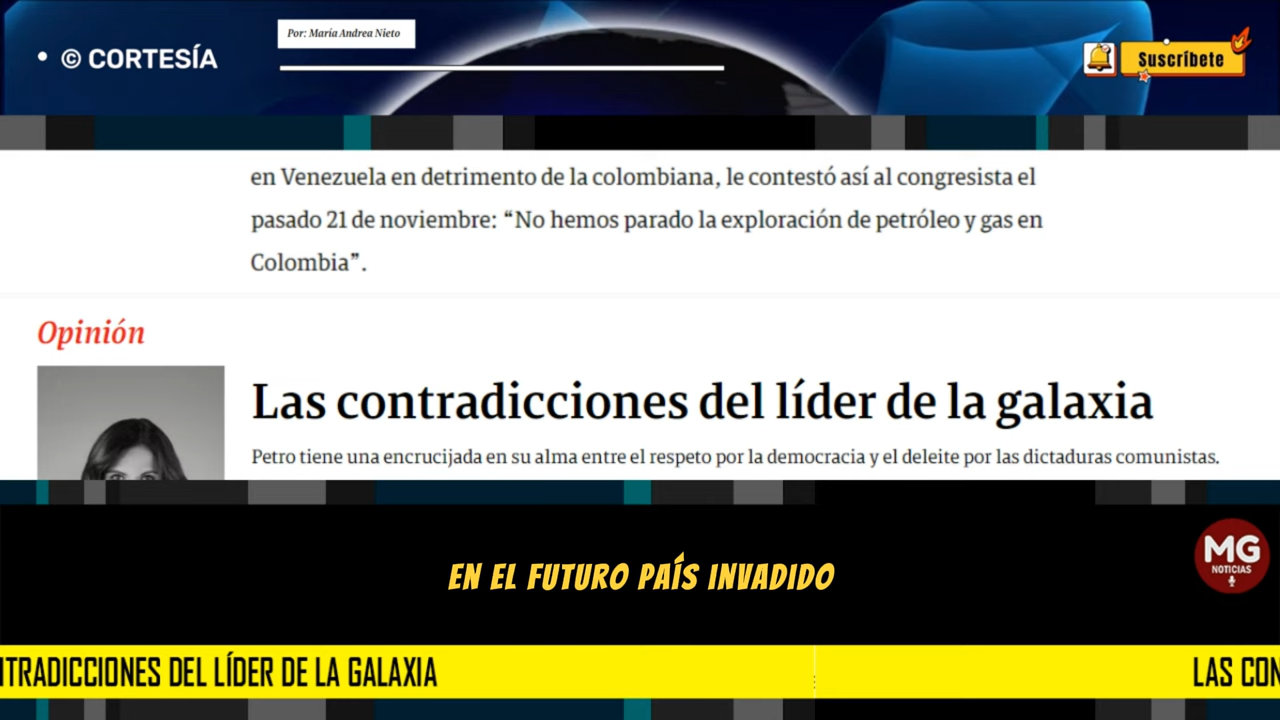 Por: María Andrea Nieto
• © CORTESÍA
Suscríbete
en Venezuela en detrimento de la colombiana, le contestó así al congresista el
pasado 21 de noviembre: “No hemos parado la exploración de petróleo y gas en
Colombia”.
Opinión
Las contradicciones del líder de la galaxia
Petro tiene una encrucijada en su alma entre el respeto por la democracia y el deleite por las dictaduras comunistas.
EN EL FUTURO PAÍS INVADIDO
MG
NOTICIAS
NTRADICCIONES DEL LÍDER DE LA GALAXIA
LAS CON